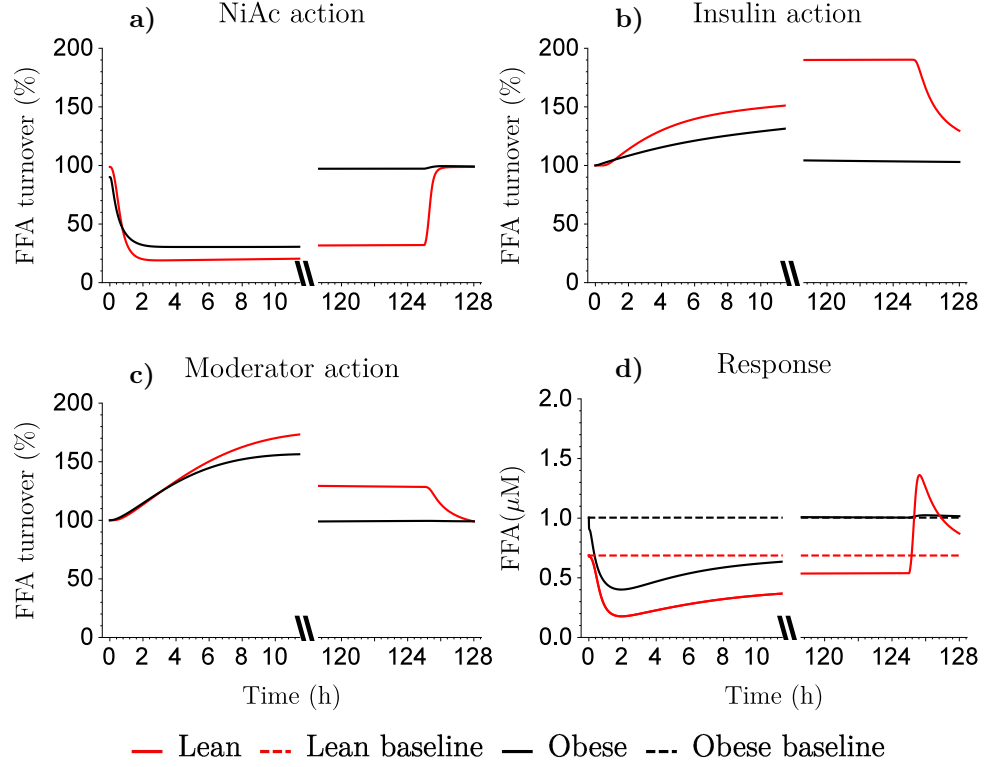 a) NiAc action
FFA turnover (%)
200
150
100
50
0
0 2 4 6 8 10 120 124 128
b) Insulin action
FFA turnover (%)
200
150
100
50
0
0 2 4 6 8 10 120 124 128
c) Moderator action
FFA turnover (%)
200
150
100
50
0
0 2 4 6 8 10 120 124 128
Time (h)
d) Response
FFA(μM)
2.0
1.5
1.0
0.5
0.0
0 2 4 6 8 10 120 124 128
Time (h)
Lean Lean baseline Obese Obese baseline